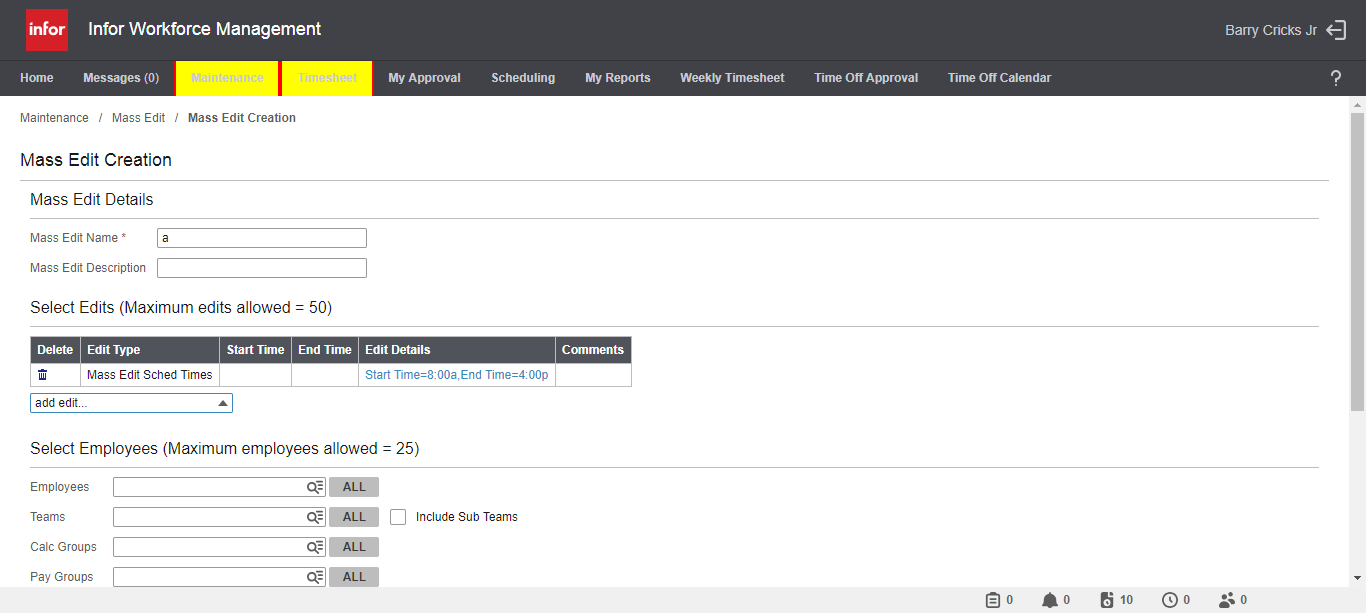 infor Infor Workforce Management Barry Cricks Jr
Home Messages (0) Maintenance Timesheet My Approval Scheduling My Reports Weekly Timesheet Time Off Approval Time Off Calendar ?
Maintenance / Mass Edit / Mass Edit Creation
Mass Edit Creation
Mass Edit Details
Mass Edit Name * a
Mass Edit Description
Select Edits (Maximum edits allowed = 50)
Delete Edit Type Start Time End Time Edit Details Comments
Mass Edit Sched Times Start Time=8:00a,End Time=4:00p
add edit...
Select Employees (Maximum employees allowed = 25)
Employees ALL
Teams ALL Include Sub Teams
Calc Groups ALL
Pay Groups ALL
0 0 10 0 0